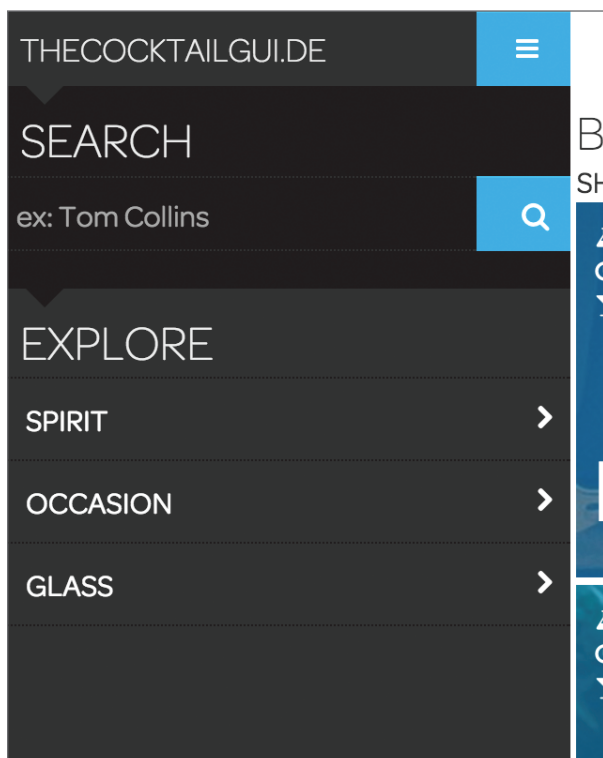 THECOCKTAILGUI.DE
SEARCH
ex: Tom Collins
EXPLORE
SPIRIT
OCCASION
GLASS